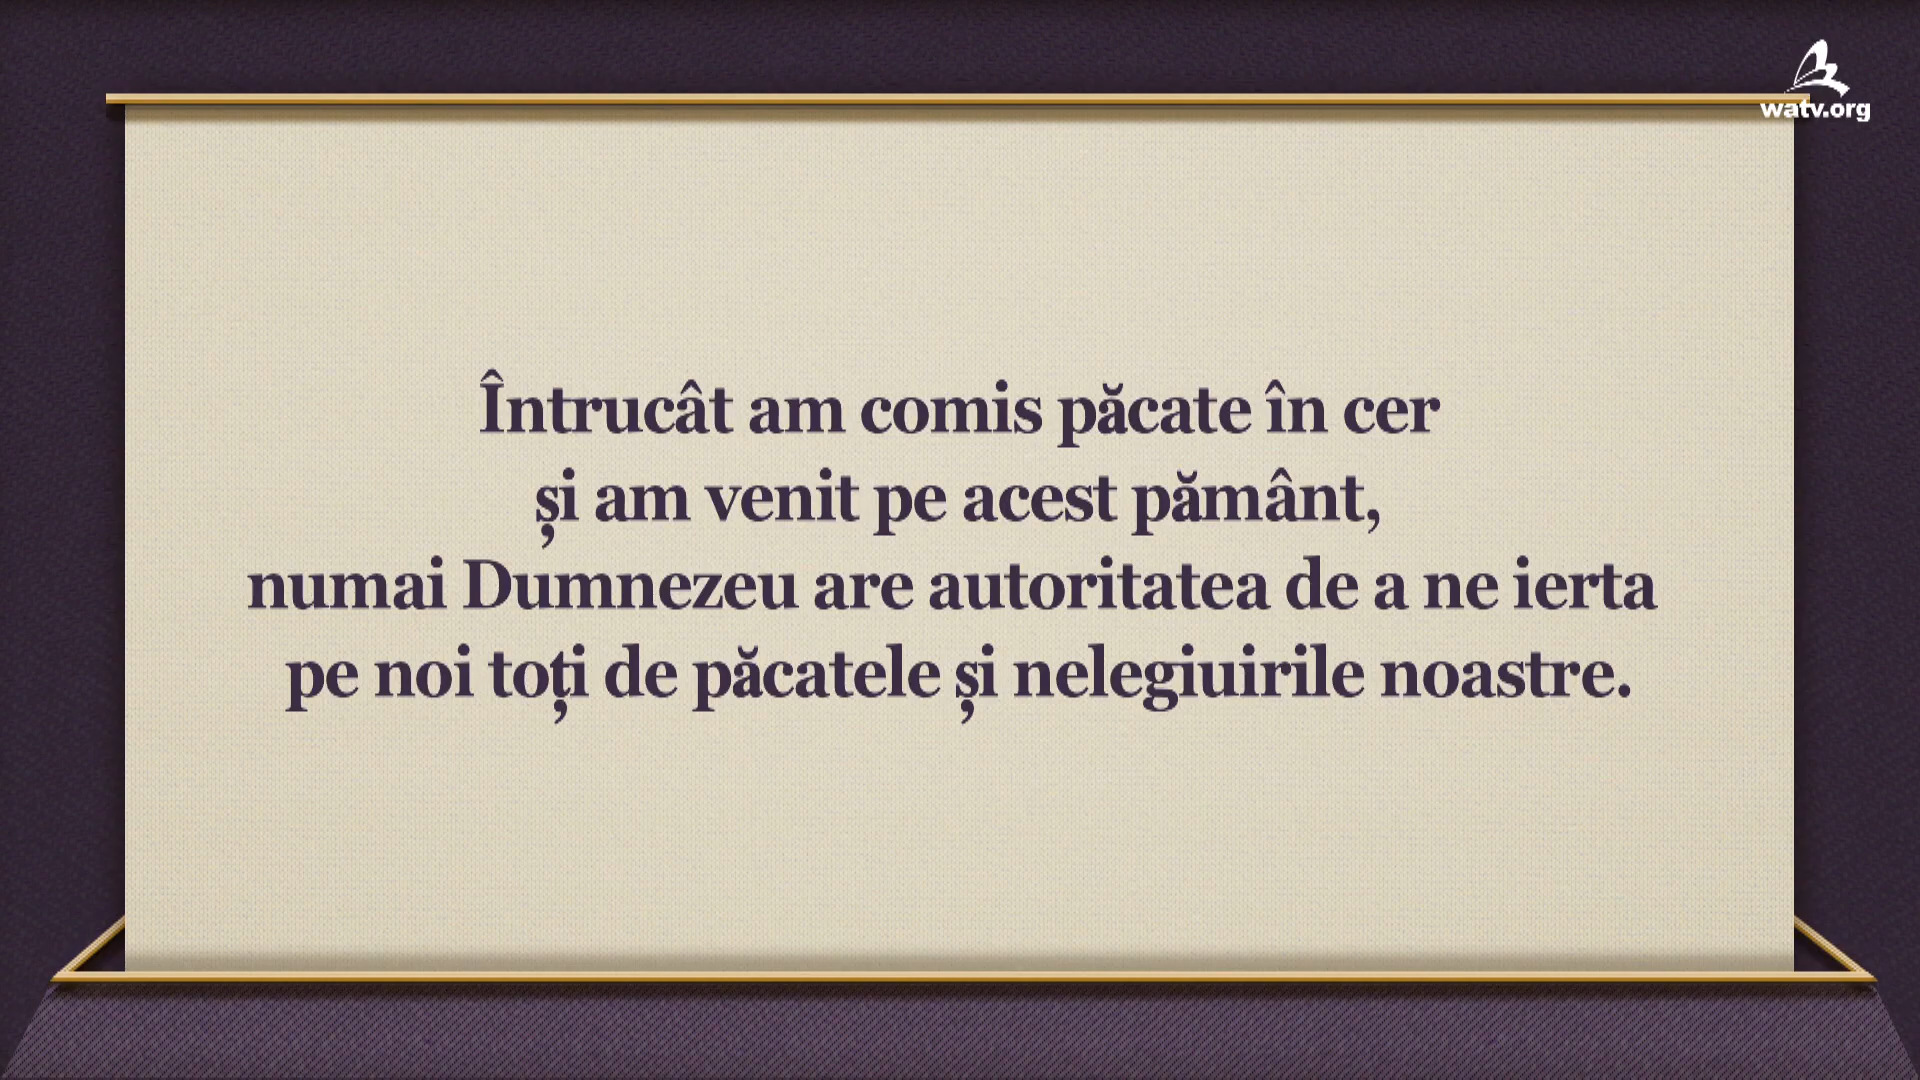 watv.org
Întrucât am comis păcate în cer
și am venit pe acest pământ,
numai Dumnezeu are autoritatea de a ne ierta
pe noi toți de păcatele și nelegiuirile noastre.